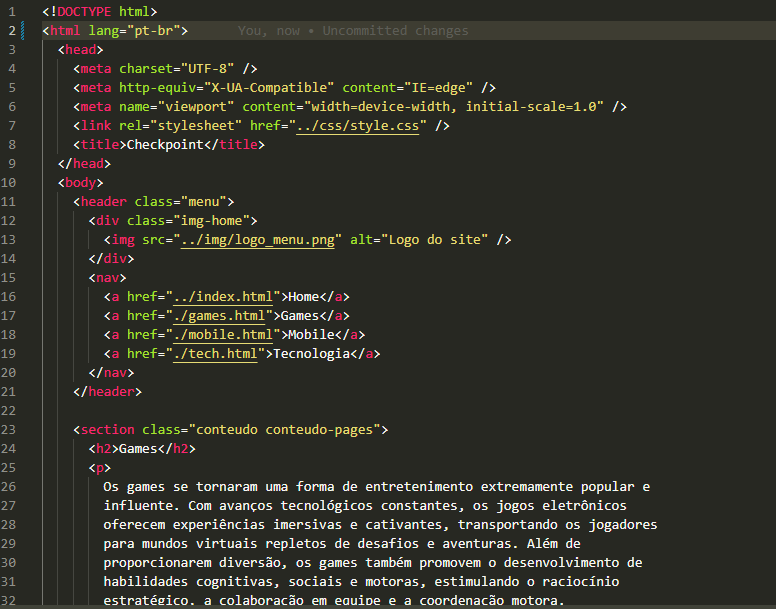 1 <!DOCTYPE html>
2 <html lang="pt-br"> You, now • Uncommitted changes
3 <head>
4 <meta charset="UTF-8" />
5 <meta http-equiv="X-UA-Compatible" content="IE=edge" />
6 <meta name="viewport" content="width=device-width, initial-scale=1.0" />
7 <link rel="stylesheet" href="../css/style.css" />
8 <title>Checkpoint</title>
9 </head>
10 <body>
11 <header class="menu">
12 <div class="img-home">
13 <img src="../img/logo_menu.png" alt="Logo do site" />
14 </div>
15 <nav>
16 <a href="../index.html">Home</a>
17 <a href="./games.html">Games</a>
18 <a href="./mobile.html">Mobile</a>
19 <a href="./tech.html">Tecnologia</a>
20 </nav>
21 </header>
22
23 <section class="conteudo conteudo-pages">
24 <h2>Games</h2>
25 <p>
26 Os games se tornaram uma forma de entretenimento extremamente popular e
27 influente. Com avanços tecnológicos constantes, os jogos eletrônicos
28 oferecem experiências imersivas e cativantes, transportando os jogadores
29 para mundos virtuais repletos de desafios e aventuras. Além de
30 proporcionarem diversão, os games também promovem o desenvolvimento de
31 habilidades cognitivas, sociais e motoras, estimulando o raciocínio
32 estratégico, a colaboração em equipe e a coordenação motora.